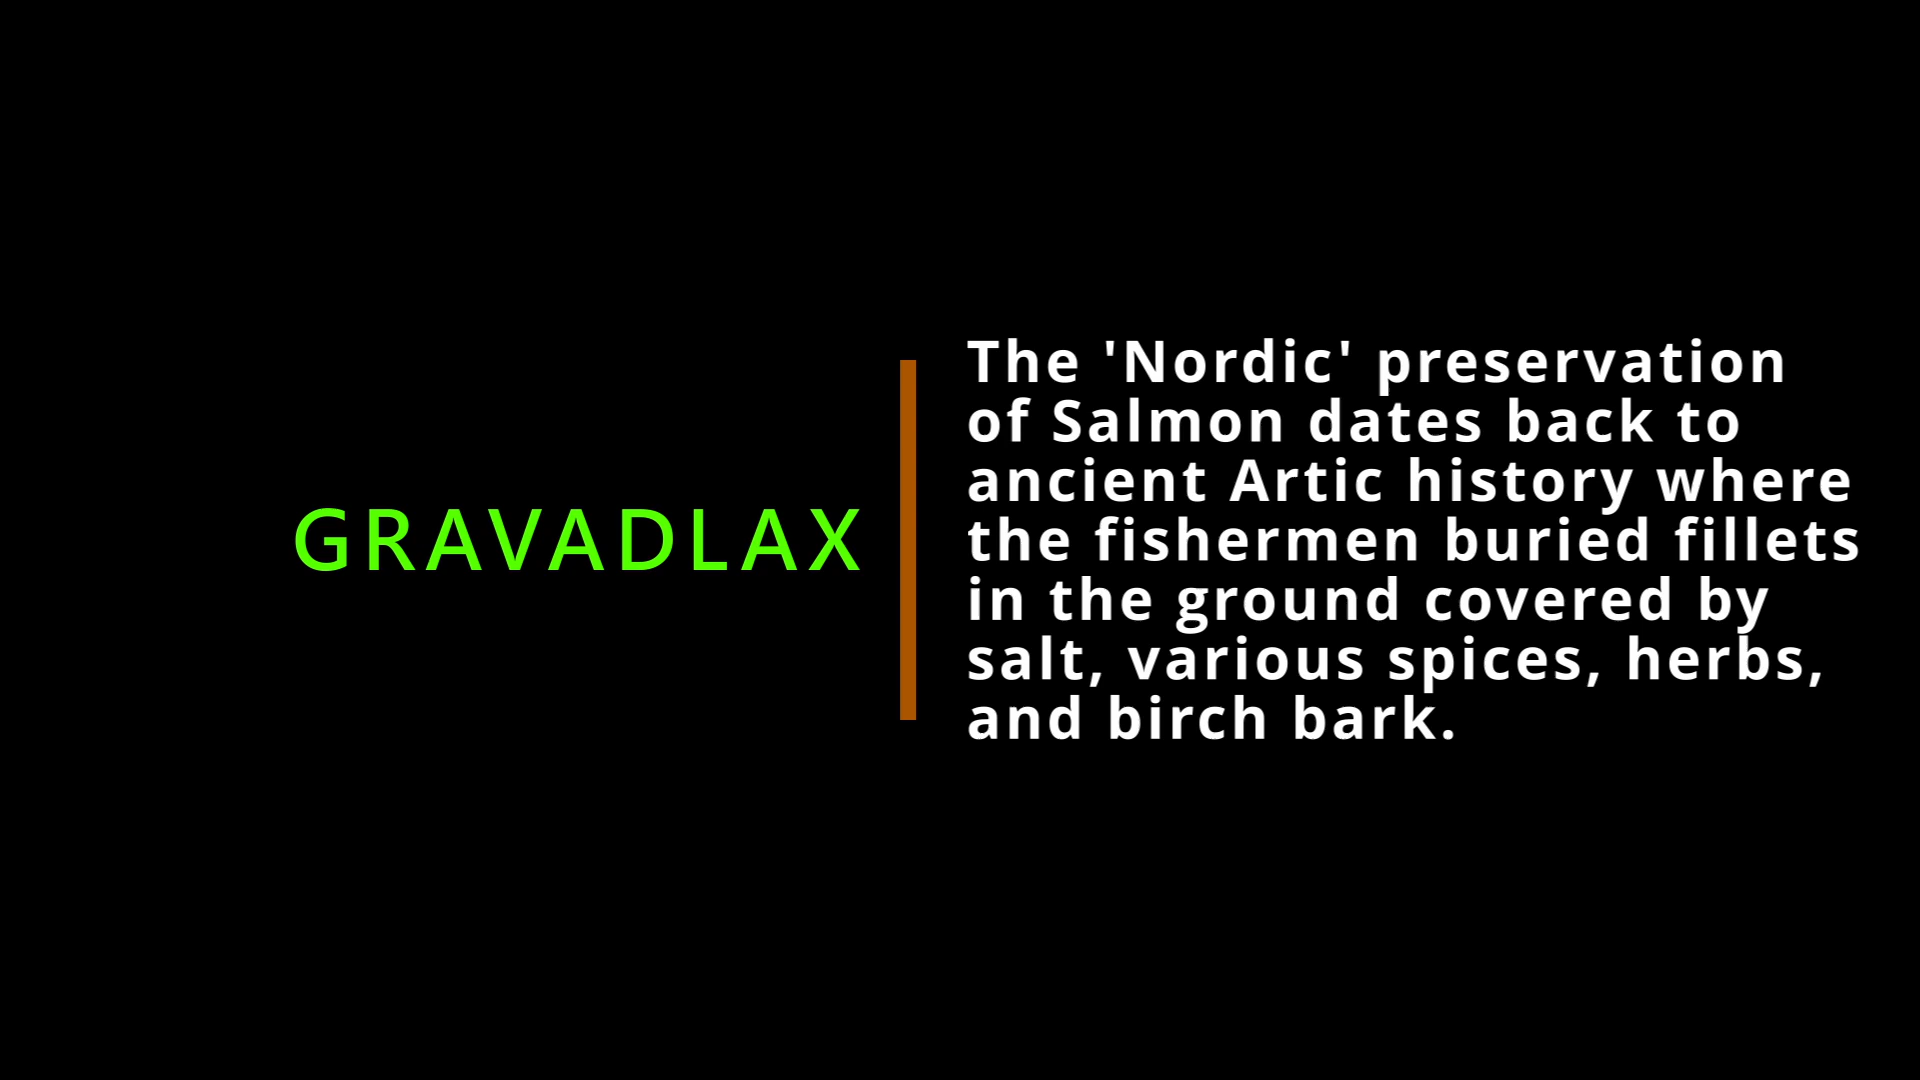 GRAVADLAX
The 'Nordic' preservation
of Salmon dates back to
ancient Artic history where
the fishermen buried fillets
in the ground covered by
salt, various spices, herbs,
and birch bark.